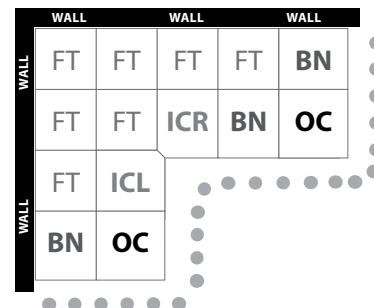 WALL WALL WALL
WALL
FT FT FT FT BN
FT FT ICR BN OC
FT ICL
WALL
BN OC